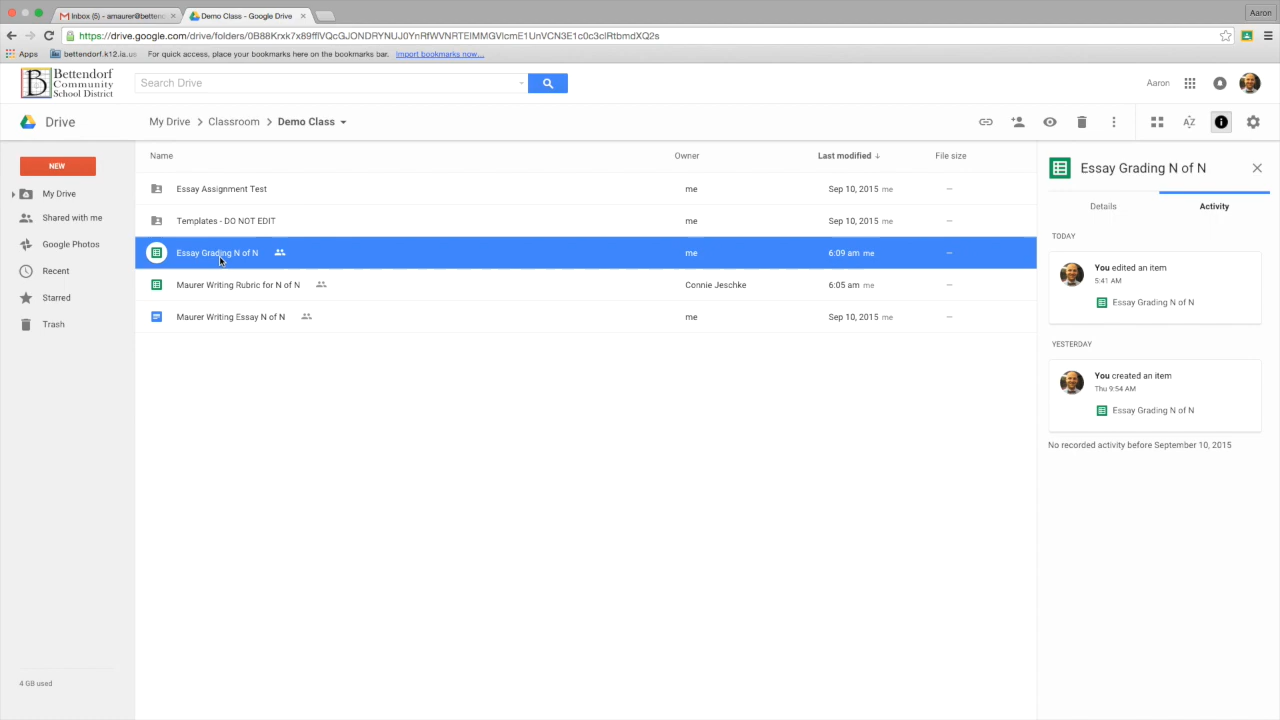 Inbox (5) - amaurer@betten
Demo Class - Google Drive
Aaron
Apps
bettendorf.k12.ia.us
For quick access, place your bookmarks here on the bookmarks bar.
Import bookmarks now…
Bettendorf
Community
School District
Search Drive
Aaron
Drive
My Drive
Classroom
Demo Class
Name
Owner
Last modified
File size
Essay Grading N of N
NEW
Essay Assignment Test
me
Sep 10, 2015 me
—
My Drive
Details
Activity
Shared with me
Templates - DO NOT EDIT
me
Sep 10, 2015 me
—
TODAY
Google Photos
Essay Grading N of N
me
6:09 am me
—
You edited an item
5:41 AM
Recent
Maurer Writing Rubric for N of N
Connie Jeschke
6:05 am me
—
Essay Grading N of N
Starred
Maurer Writing Essay N of N
me
Sep 10, 2015 me
—
Trash
YESTERDAY
You created an item
Thu 9:54 AM
Essay Grading N of N
No recorded activity before September 10, 2015
4 GB used